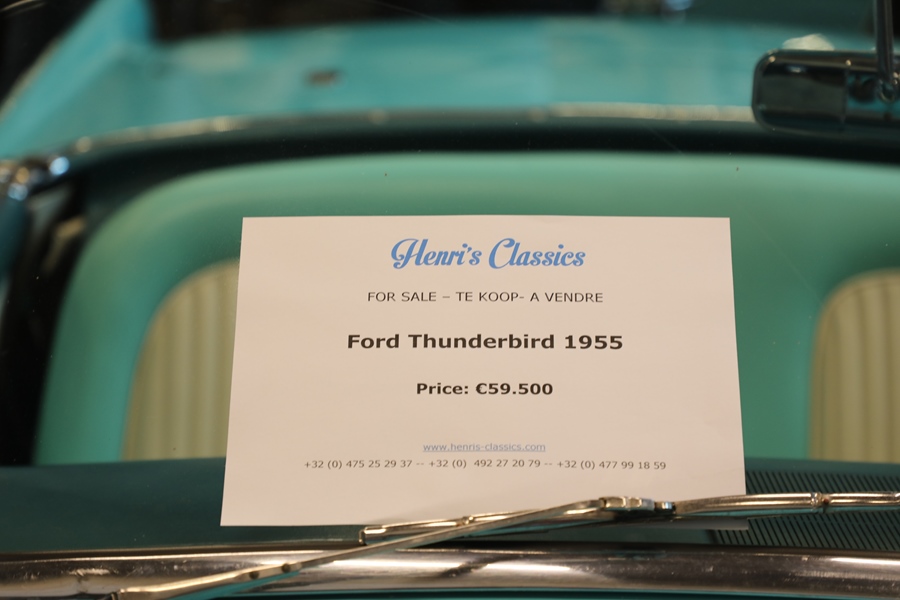 Henri's Classics
FOR SALE – TE KOOP- A VENDRE
Ford Thunderbird 1955
Price: €59.500
www.henris-classics.com
+32 (0) 475 25 29 37 -- +32 (0) 492 27 20 79 -- +32 (0) 477 99 18 59